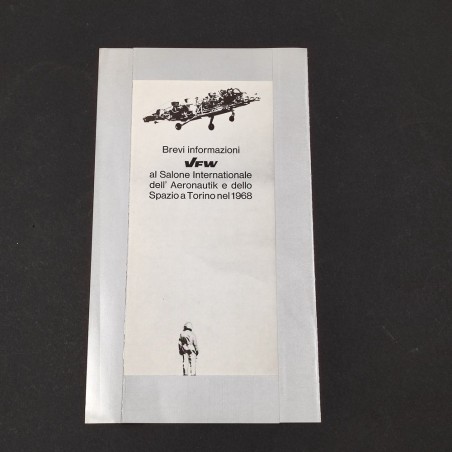 Brevi informazioni
VFW
al Salone Internationale
dell' Aeronautik e dello
Spazio a Torino nel 1968